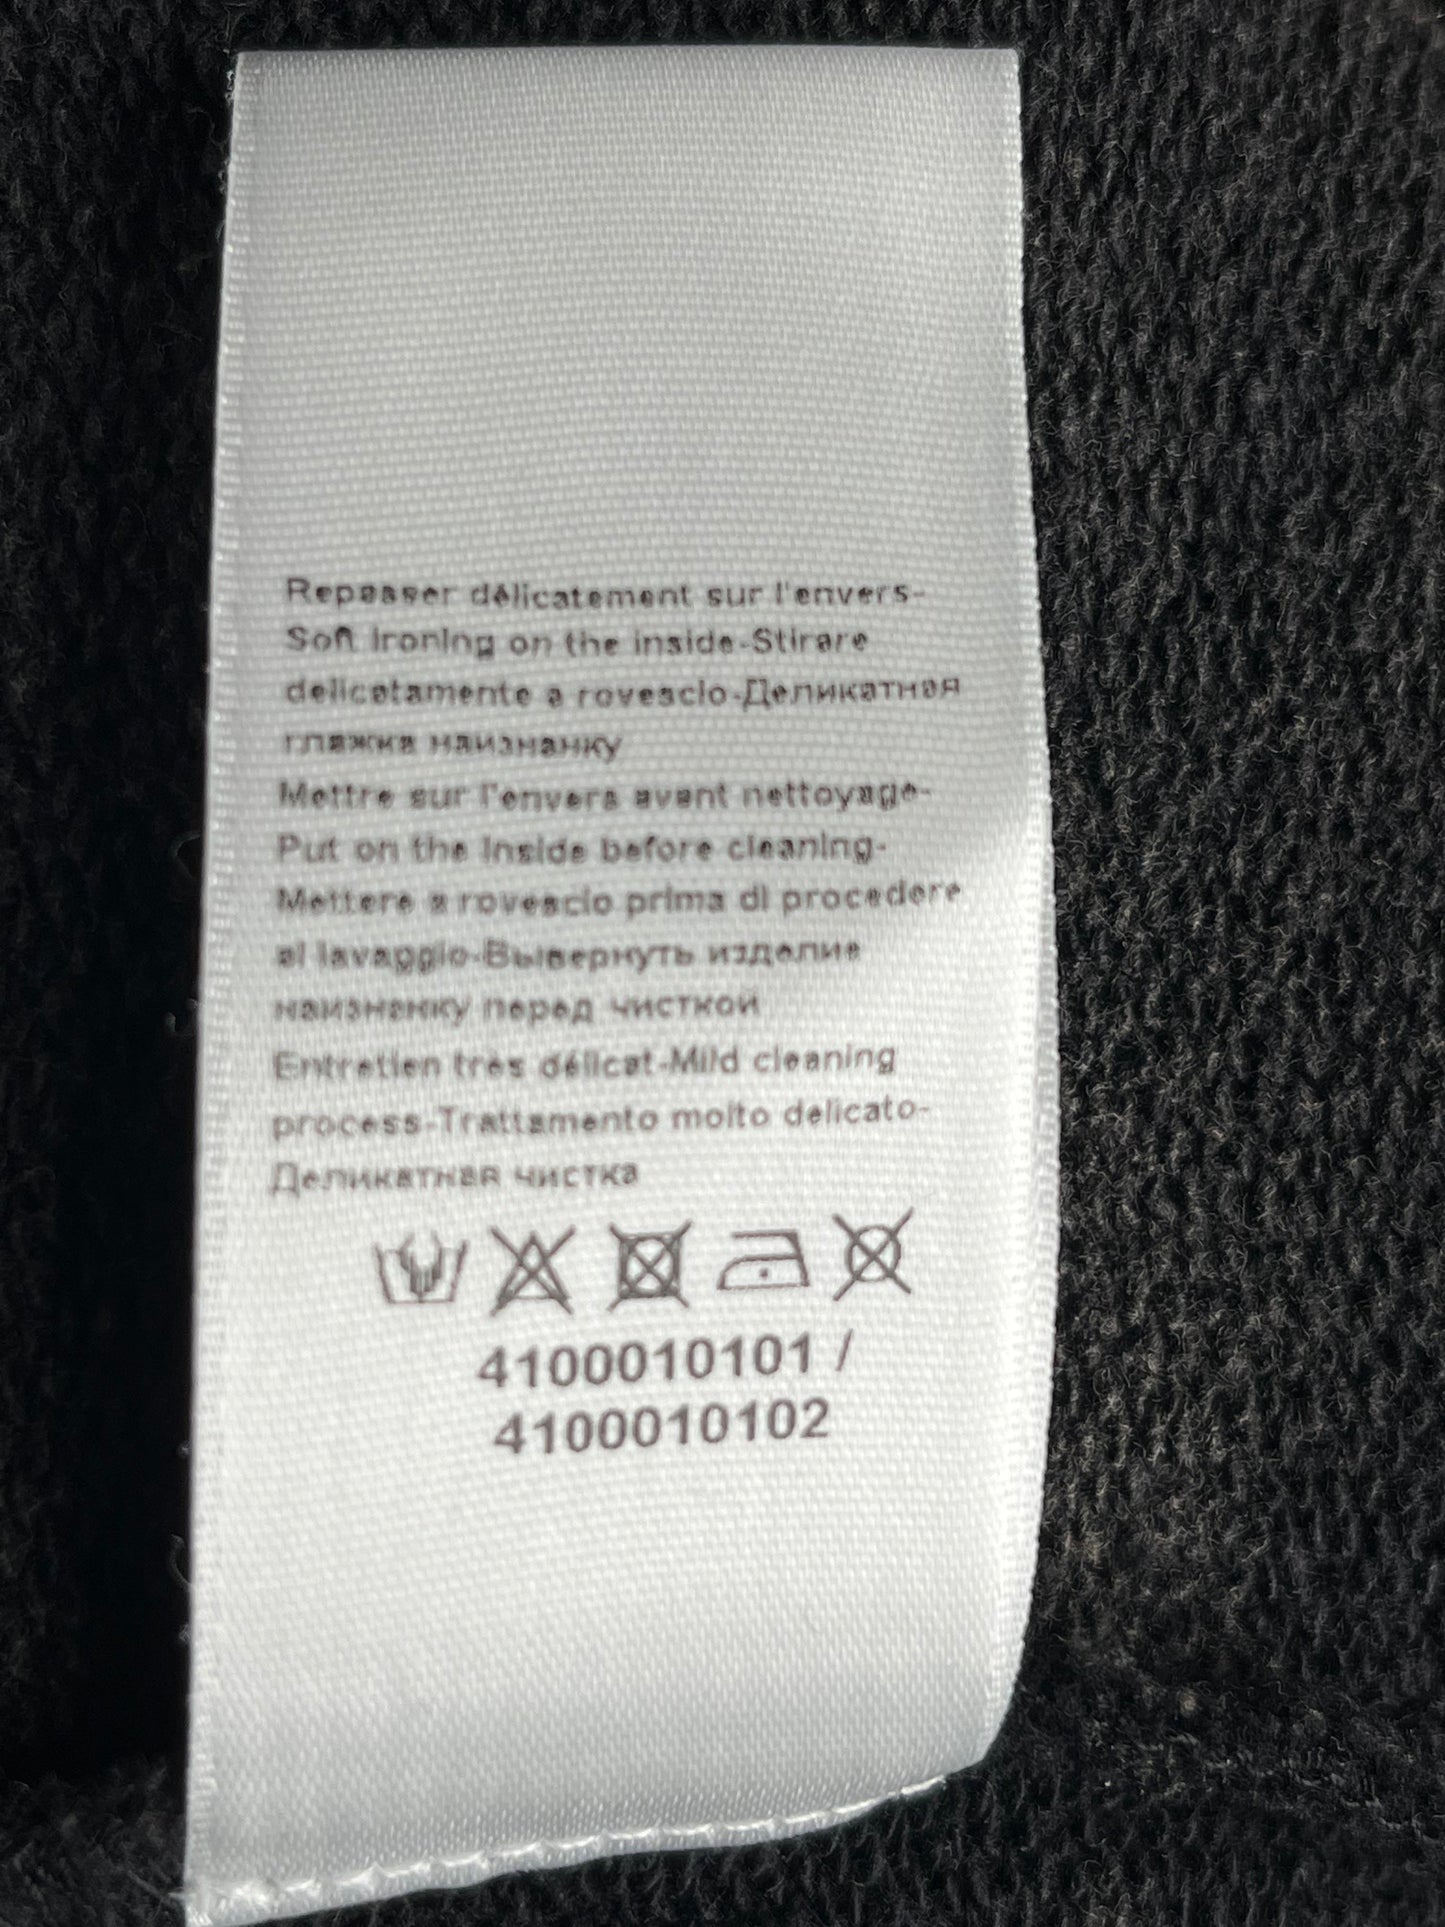 Repasser délicatement sur l'envers-
Soft ironing on the inside-Stirare
delicatamente a rovescio-Деликатная
глажка наизнанку
Mettre sur l'envers avant nettoyage-
Put on the inside before cleaning-
Mettere a rovescio prima di procedere
al lavaggio-Вывернуть изделие
наизнанку перед чисткой
Entretien très délicat-Mild cleaning
process-Trattamento molto delicato-
Деликатная чистка
4100010101 /
4100010102